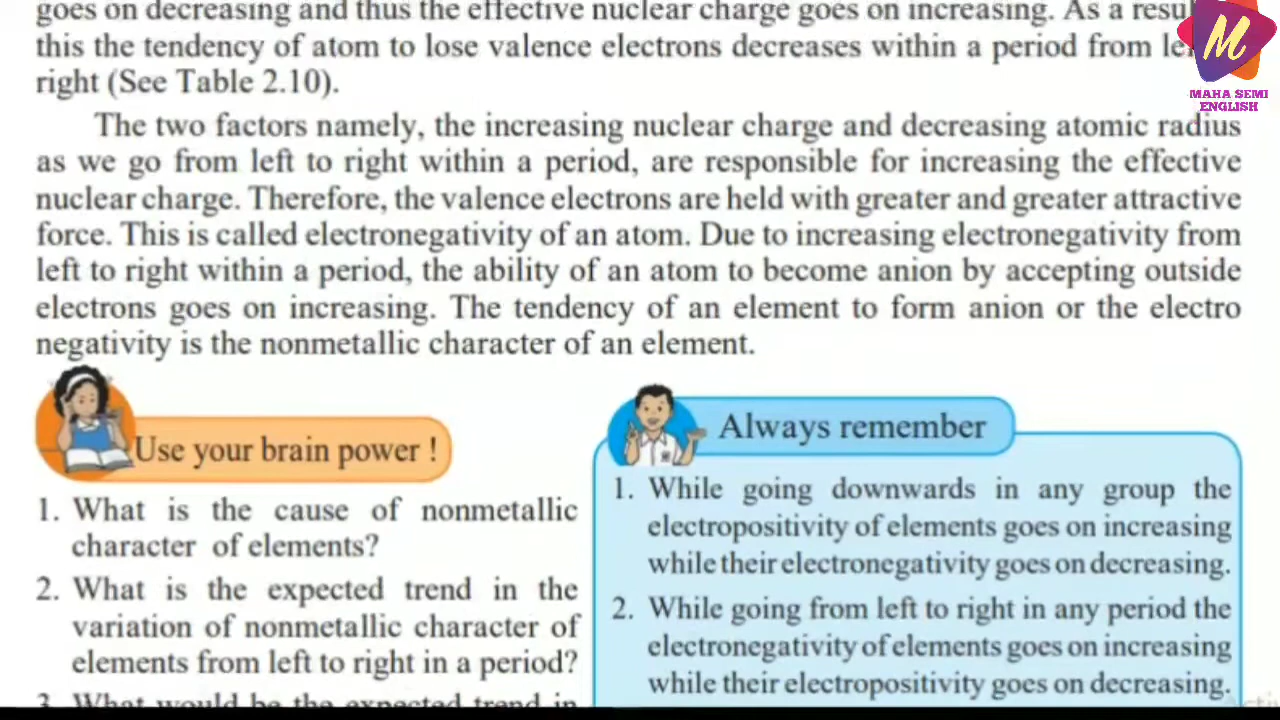 goes on decreasing and thus the effective nuclear charge goes on increasing. As a
this the tendency of atom to lose valence electrons decreases within a period from
right (See Table 2.10).
The two factors namely, the increasing nuclear charge and decreasing atomic radius
as we go from left to right within a period, are responsible for increasing the effective
nuclear charge. Therefore, the valence electrons are held with greater and greater attractive
force. This is called electronegativity of an atom. Due to increasing electronegativity from
left to right within a period, the ability of an atom to become anion by accepting outside
electrons goes on increasing. The tendency of an element to form anion or the electro
negativity is the nonmetallic character of an element.
M
MAHA SEMI
ENGLISH
Use your brain power !
1. What is the cause of nonmetallic
character of elements?
2. What is the expected trend in the
variation of nonmetallic character of
elements from left to right in a period?
3. What would be the expected trend in
Always remember
1. While going downwards in any group the
electropositivity of elements goes on increasing
while their electronegativity goes on decreasing.
2. While going from left to right in any period the
electronegativity of elements goes on increasing
while their electropositivity goes on decreasing.